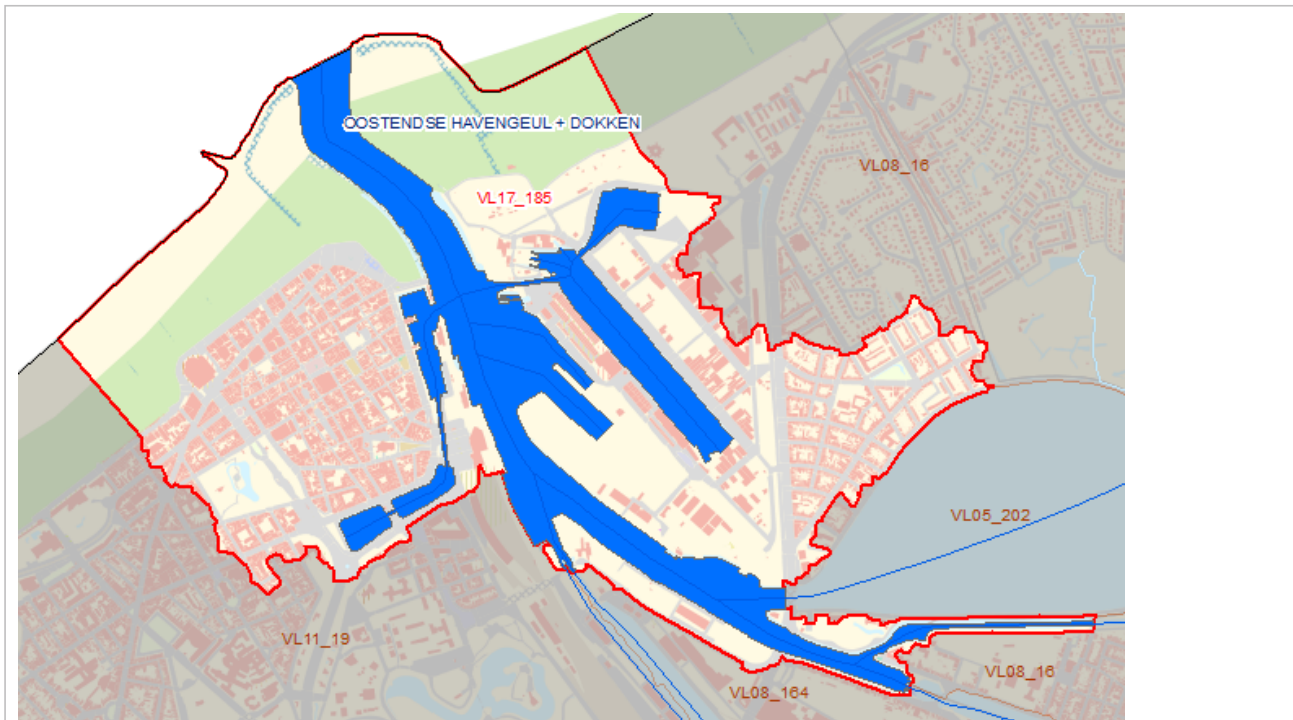 OOSTENDSE HAVENGEUL + DOKKEN
VL08_16
VL17_185
VL05_202
VL11_19
VL08_16
VL08_164